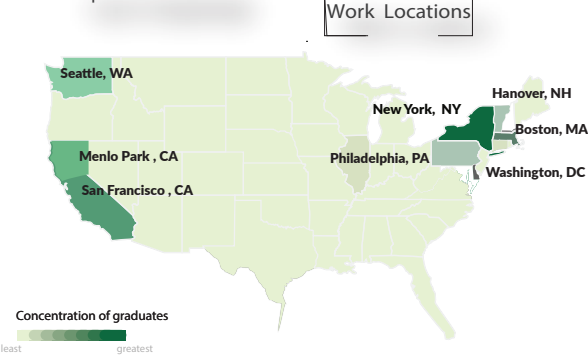 Work Locations
Seattle, WA
Hanover, NH
New York, NY
Boston, MA
Menlo Park , CA
Philadelphia, PA
Washington, DC
San Francisco , CA
Concentration of graduates
least
greatest